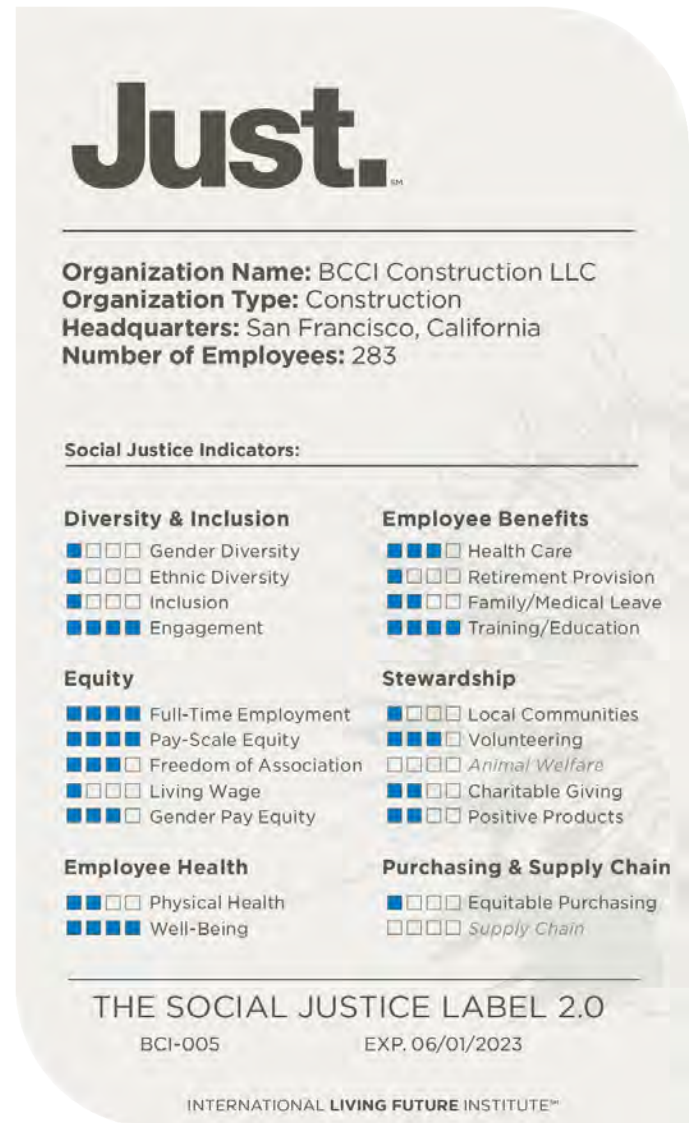 Just.℠
Organization Name: BCCI Construction LLC
Organization Type: Construction
Headquarters: San Francisco, California
Number of Employees: 283
Social Justice Indicators:
Diversity & Inclusion
Gender Diversity
Ethnic Diversity
Inclusion
Engagement
Equity
Full-Time Employment
Pay-Scale Equity
Freedom of Association
Living Wage
Gender Pay Equity
Employee Health
Physical Health
Well-Being
Employee Benefits
Health Care
Retirement Provision
Family/Medical Leave
Training/Education
Stewardship
Local Communities
Volunteering
Animal Welfare
Charitable Giving
Positive Products
Purchasing & Supply Chain
Equitable Purchasing
Supply Chain
THE SOCIAL JUSTICE LABEL 2.0
BCI-005 EXP. 06/01/2023
INTERNATIONAL LIVING FUTURE INSTITUTE℠